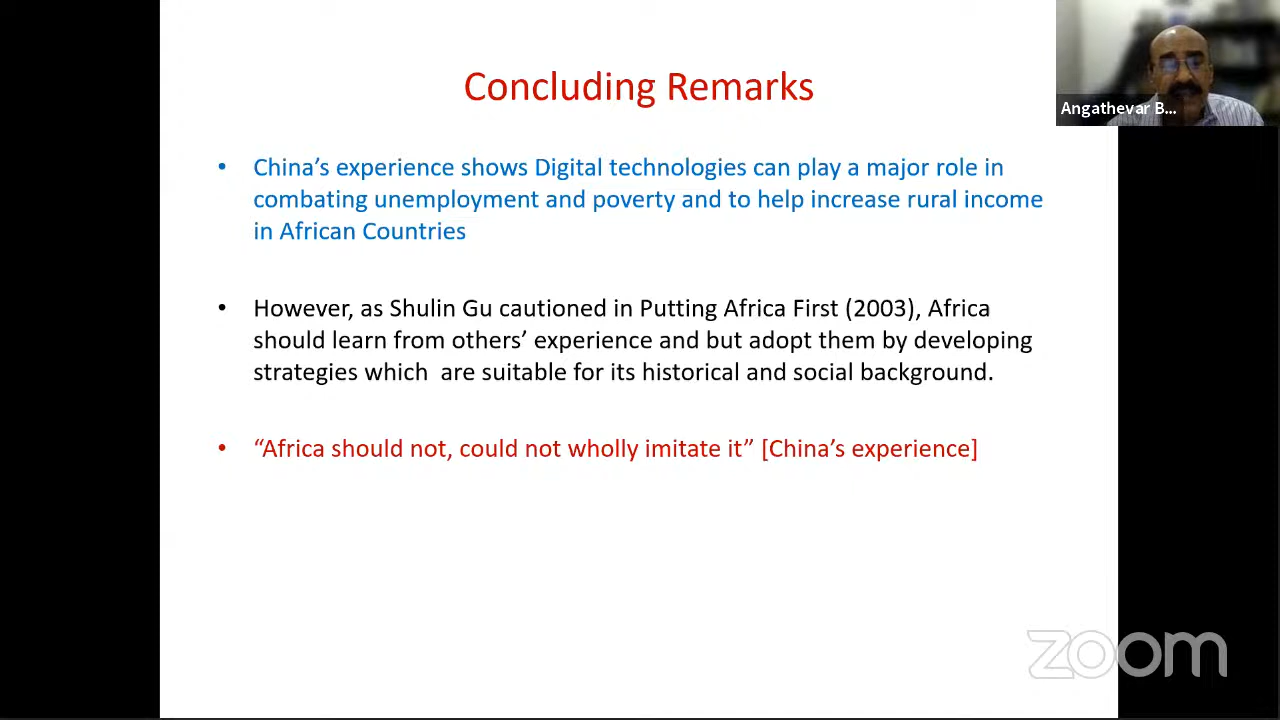 Concluding Remarks
Angathevar B...
• China’s experience shows Digital technologies can play a major role in
combating unemployment and poverty and to help increase rural income
in African Countries
• However, as Shulin Gu cautioned in Putting Africa First (2003), Africa
should learn from others’ experience and but adopt them by developing
strategies which  are suitable for its historical and social background.
• “Africa should not, could not wholly imitate it” [China’s experience]
zoom